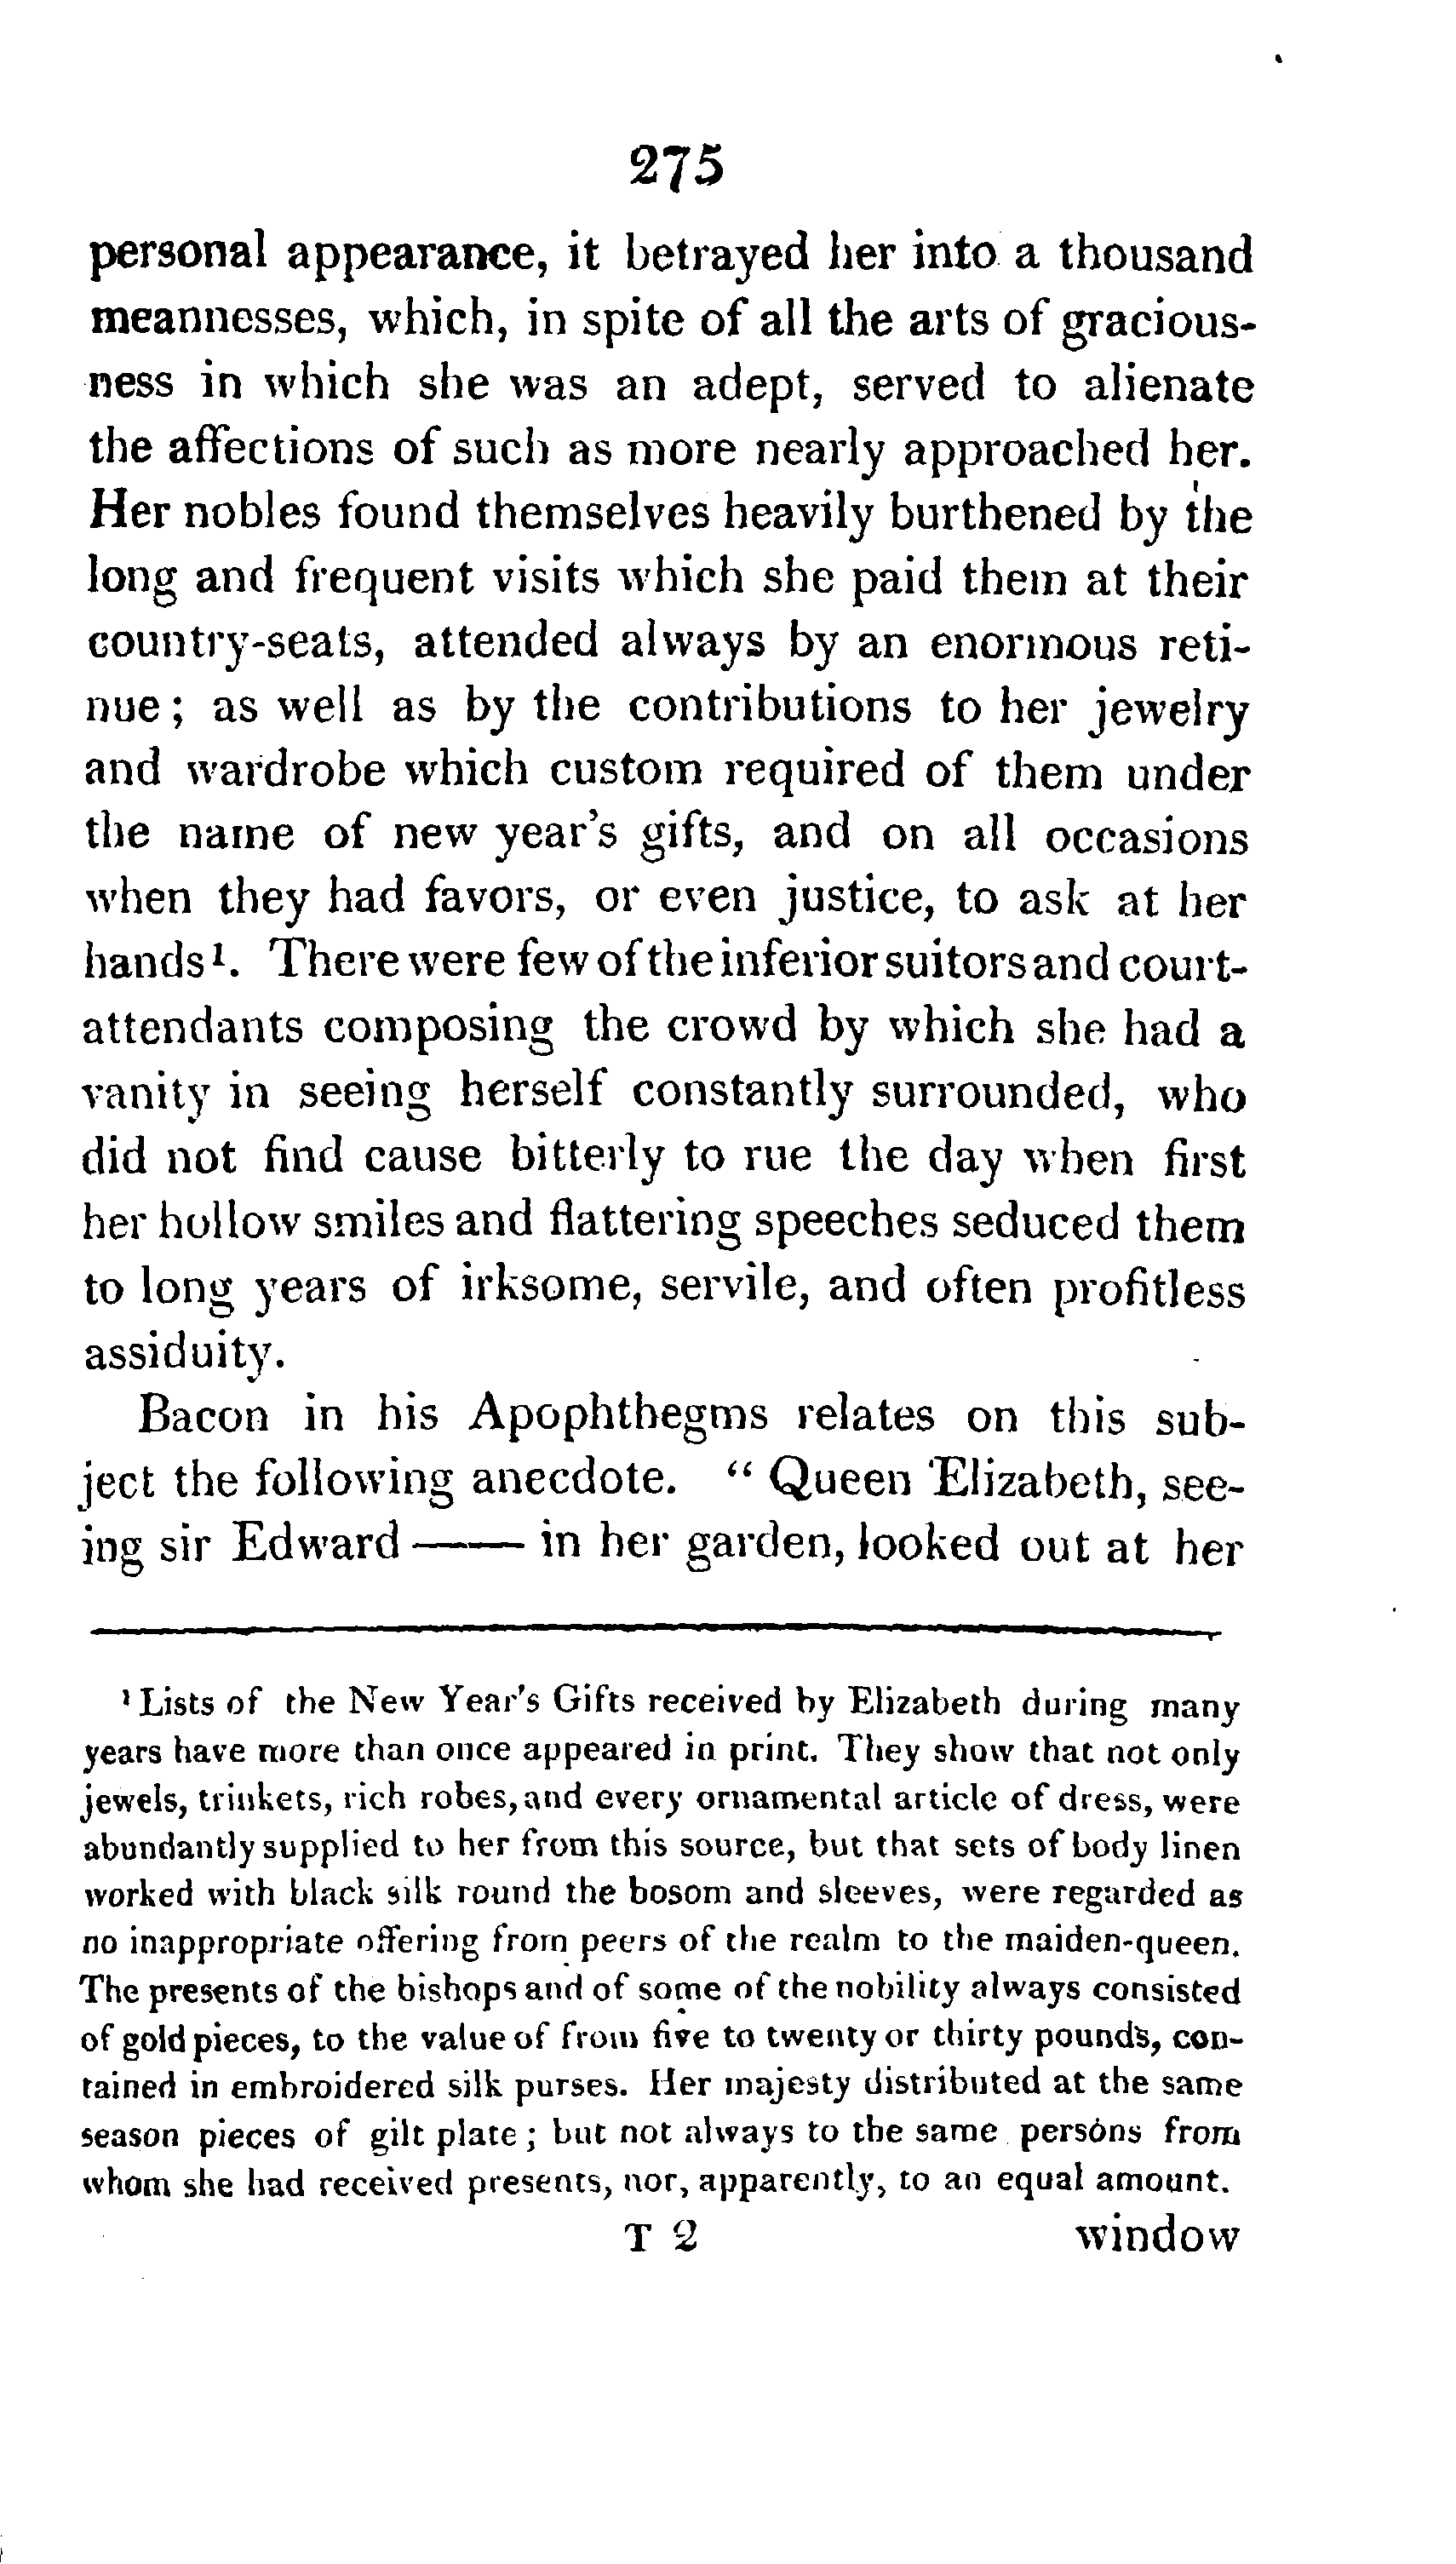 275
personal appearance, it betrayed her into a thousand
meannesses, which, in spite of all the arts of gracious-
ness in which she was an adept, served to alienate
the affections of such as more nearly approached her.
Her nobles found themselves heavily burthened by the
long and frequent visits which she paid them at their
country-seats, attended always by an enormous reti-
nue; as well as by the contributions to her jewelry
and wardrobe which custom required of them under
the name of new year's gifts, and on all occasions
when they had favors, or even justice, to ask at her
hands¹. There were few of the inferior suitors and court-
attendants composing the crowd by which she had a
vanity in seeing herself constantly surrounded, who
did not find cause bitterly to rue the day when first
her hollow smiles and flattering speeches seduced them
to long years of irksome, servile, and often profitless
assiduity.
Bacon in his Apophthegms relates on this sub-
ject the following anecdote. “Queen Elizabeth, see-
ing sir Edward —— in her garden, looked out at her
¹ Lists of the New Year's Gifts received by Elizabeth during many
years have more than once appeared in print. They show that not only
jewels, trinkets, rich robes, and every ornamental article of dress, were
abundantly supplied to her from this source, but that sets of body linen
worked with black silk round the bosom and sleeves, were regarded as
no inappropriate offering from peers of the realm to the maiden-queen.
The presents of the bishops and of some of the nobility always consisted
of gold pieces, to the value of from five to twenty or thirty pounds, con-
tained in embroidered silk purses. Her majesty distributed at the same
season pieces of gilt plate; but not always to the same persons from
whom she had received presents, nor, apparently, to an equal amount.
T 2 window